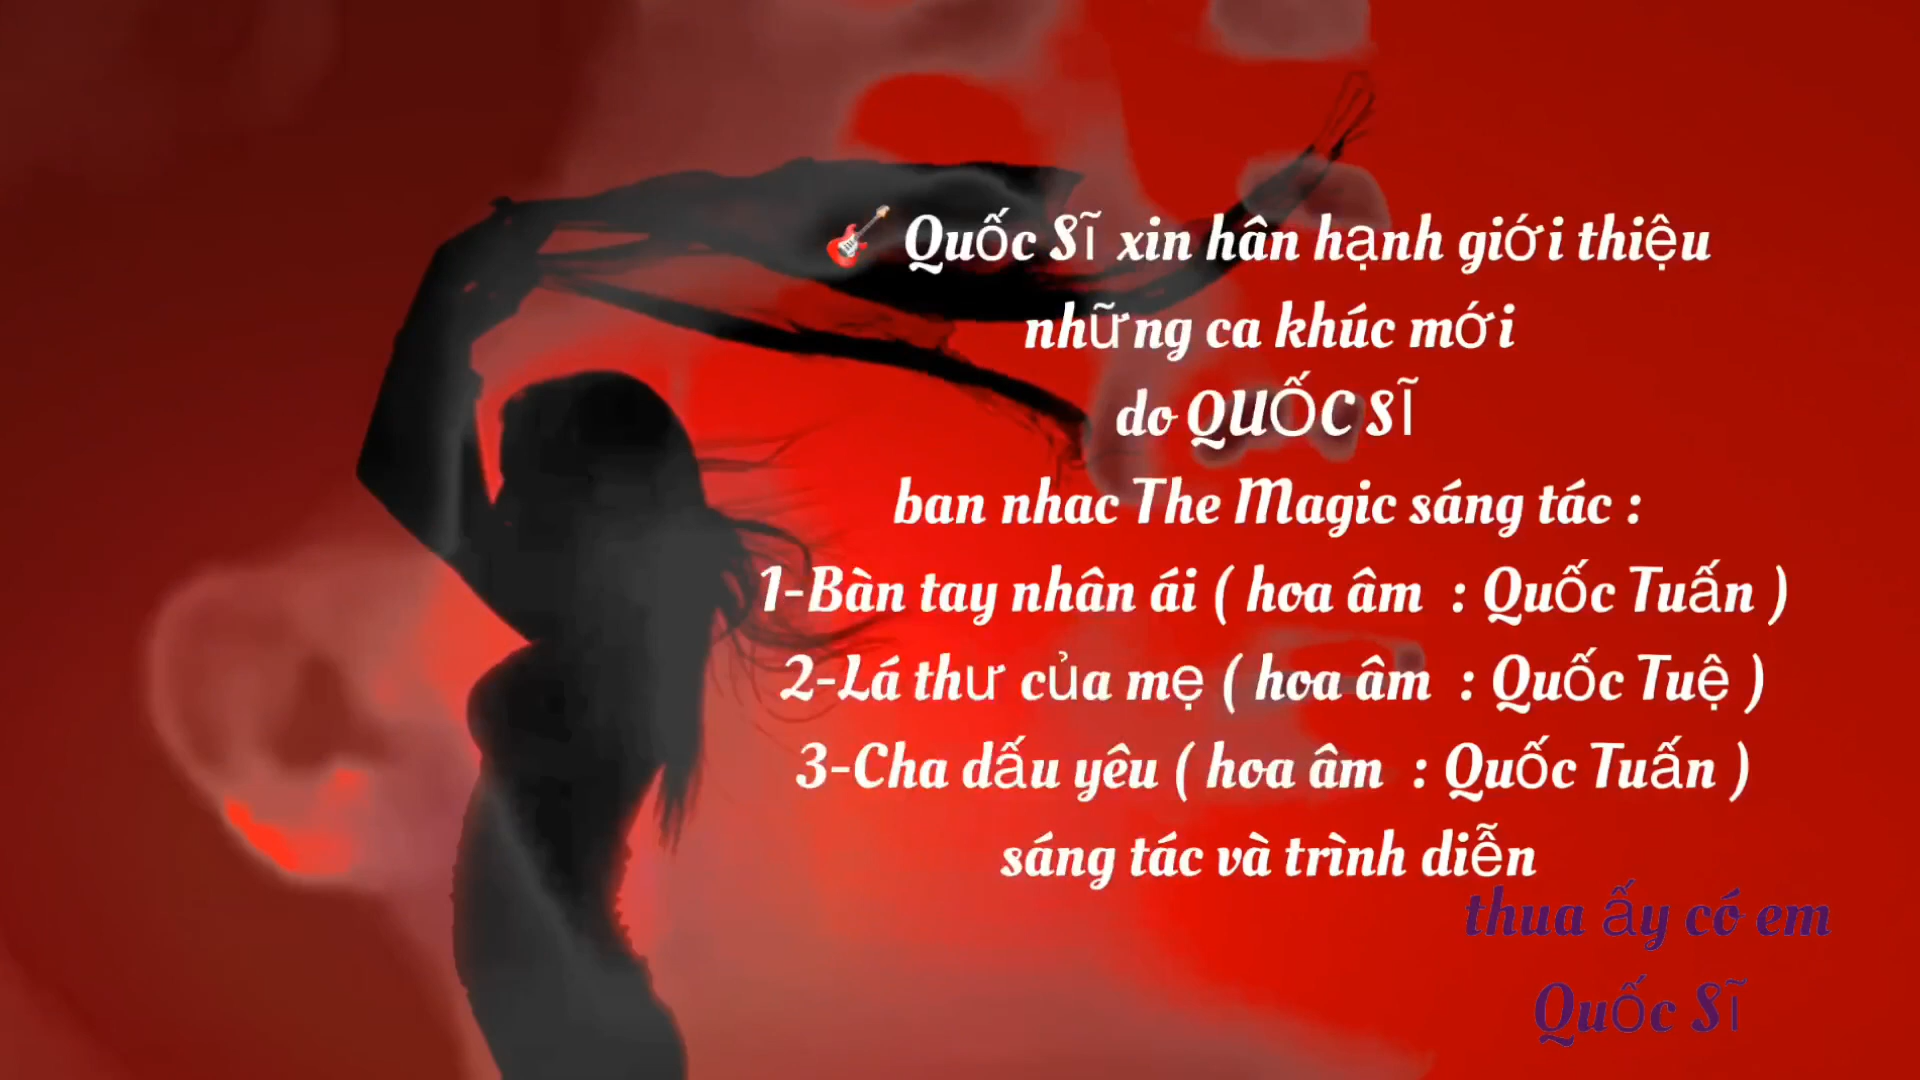 🎸 Quốc Sĩ xin hân hạnh giới thiệu
những ca khúc mới
do QUỐC SĨ
ban nhac The Magic sáng tác :
1-Bàn tay nhân ái ( hoa âm : Quốc Tuấn )
2-Lá thư của mẹ ( hoa âm : Quốc Tuệ )
3-Cha dấu yêu ( hoa âm : Quốc Tuấn )
sáng tác và trình diễn
thua ấy có em
Quốc Sĩ